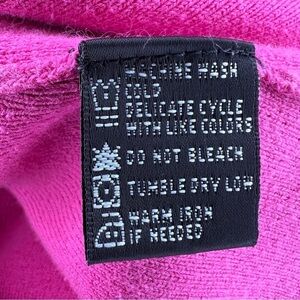 MACHINE WASH
COLD
DELICATE CYCLE
WITH LIKE COLORS
DO NOT BLEACH
TUMBLE DRY LOW
WARM IRON
IF NEEDED